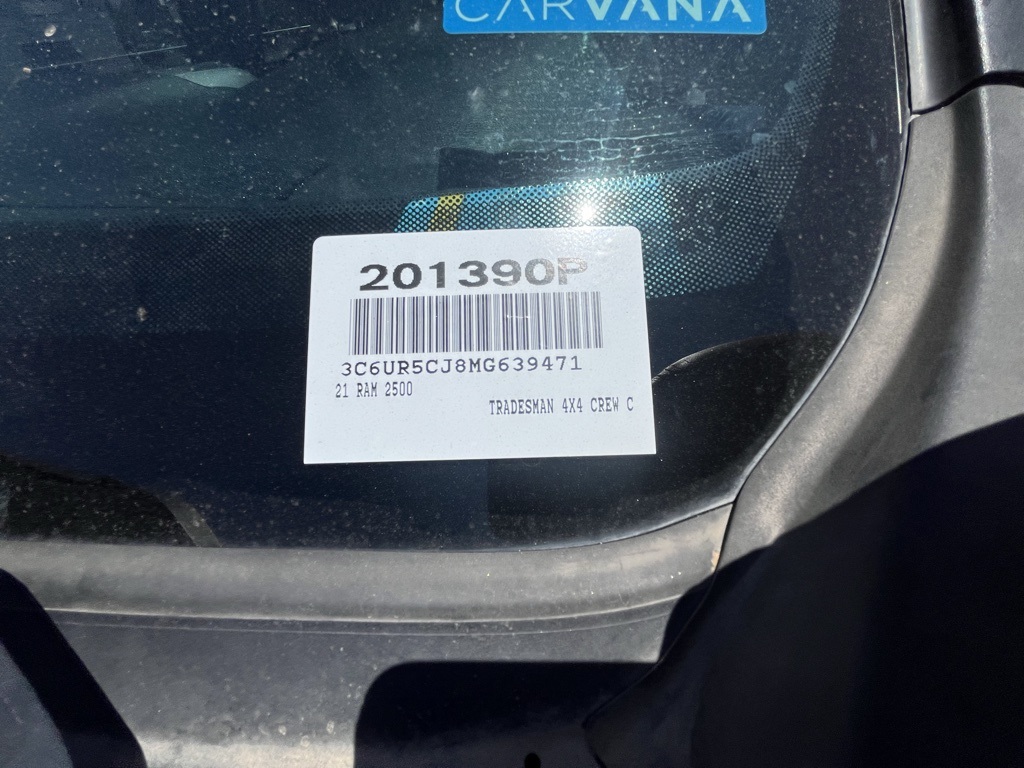 CARVANA
201390P
3C6UR5CJ8MG639471
21 RAM 2500
TRADESMAN 4X4 CREW C